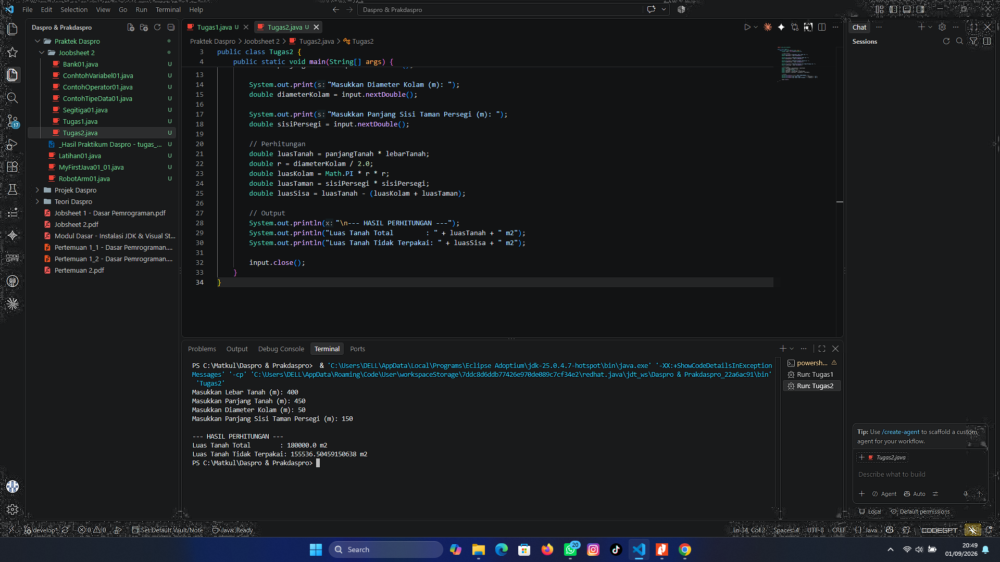 File Edit Selection View Go Run Terminal Help
Daspro & Prakdaspro
Daspro & Prakdaspro
Praktek Daspro
Joobsheet 2
Bank01.java U
ConhtohVariabel01.java U
ContohOperator01.java U
ContohTipeData01.java U
Segitiga01.java U
Tugas1.java U
Tugas2.java U
_Hasil Praktikum Daspro - tugas_... U
Latihan01.java U
MyFirstJava01_01.java U
RobotArm01.java U
Projek Daspro
Teori Daspro
Jobsheet 1 - Dasar Pemrograman.pdf
Jobsheet 2.pdf
Modul Dasar - Instalasi JDK & Visual St...
Pertemuan 1_1 - Dasar Pemrograman....
Pertemuan 1_2 - Dasar Pemrograman....
Pertemuan 2.pdf
17
CODE GPT
Tugas1.java U
Tugas2.java U
Praktek Daspro > Joobsheet 2 > Tugas2.java > Tugas2
3 public class Tugas2 {
4 public static void main(String[] args) {
13
14 System.out.print(s: "Masukkan Diameter Kolam (m): ");
15 double diameterKolam = input.nextDouble();
16
17 System.out.print(s: "Masukkan Panjang Sisi Taman Persegi (m): ");
18 double sisiPersegi = input.nextDouble();
19
20 // Perhitungan
21 double luasTanah = panjangTanah * lebarTanah;
22 double r = diameterKolam / 2.0;
23 double luasKolam = Math.PI * r * r;
24 double luasTaman = sisiPersegi * sisiPersegi;
25 double luasSisa = luasTanah - (luasKolam + luasTaman);
26
27 // Output
28 System.out.println(x: "\n--- HASIL PERHITUNGAN ---");
29 System.out.println("Luas Tanah Total        : " + luasTanah + " m2");
30 System.out.println("Luas Tanah Tidak Terpakai: " + luasSisa + " m2");
31
32 input.close();
33 }
34 }
Problems Output Debug Console Terminal Ports
PS C:\Matkul\Daspro & Prakdaspro>  & 'C:\Users\DELL\AppData\Local\Programs\Eclipse Adoptium\jdk-25.0.4.7-hotspot\bin\java.exe' '-XX:+ShowCodeDetailsInException
Messages' '-cp' 'C:\Users\DELL\AppData\Roaming\Code\User\workspaceStorage\7ddc8d6ddb77426e970de089c7cf34e2\redhat.java\jdt_ws\Daspro & Prakdaspro_22a6ac91\bin'
'Tugas2'
Masukkan Lebar Tanah (m): 400
Masukkan Panjang Tanah (m): 450
Masukkan Diameter Kolam (m): 50
Masukkan Panjang Sisi Taman Persegi (m): 150
--- HASIL PERHITUNGAN ---
Luas Tanah Total        : 180000.0 m2
Luas Tanah Tidak Terpakai: 155536.50459150638 m2
PS C:\Matkul\Daspro & Prakdaspro>
powersh...
Run: Tugas1
Run: Tugas2
Chat
Sessions
Tip: Use /create-agent to scaffold a custom
agent for your workflow.
Tugas2.java
Describe what to build
Agent Auto
Local Default permissions
develop* 0 0 Set Default Vault/Note Java: Ready
Ln 34, Col 2 Spaces: 4 UTF-8 CRLF Java CODEGPT
Search
20
20:49
01/09/2026